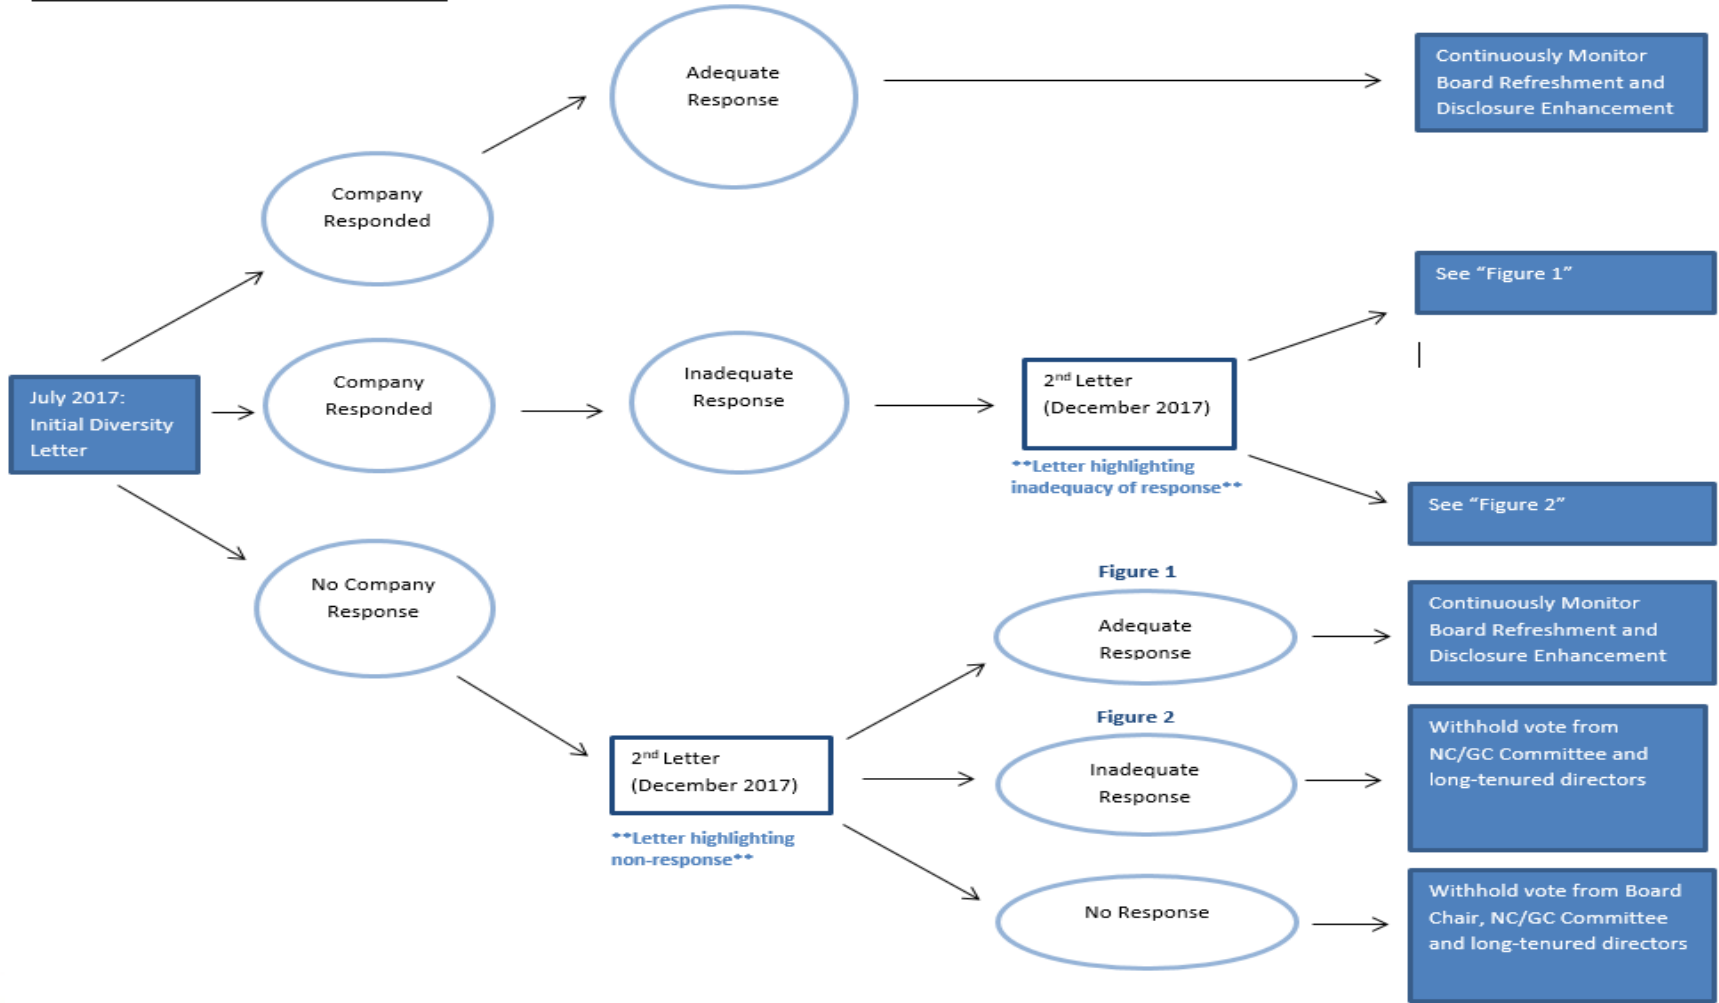 Adequate
Response
Continuously Monitor
Board Refreshment and
Disclosure Enhancement
Company
Responded
See “Figure 1”
July 2017:
Initial Diversity
Letter
Company
Responded
Inadequate
Response
2nd Letter
(December 2017)
**Letter highlighting
inadequacy of response**
See “Figure 2”
No Company
Response
Figure 1
Adequate
Response
Continuously Monitor
Board Refreshment and
Disclosure Enhancement
2nd Letter
(December 2017)
**Letter highlighting
non-response**
Figure 2
Inadequate
Response
Withhold vote from
NC/GC Committee and
long-tenured directors
No Response
Withhold vote from Board
Chair, NC/GC Committee
and long-tenured directors